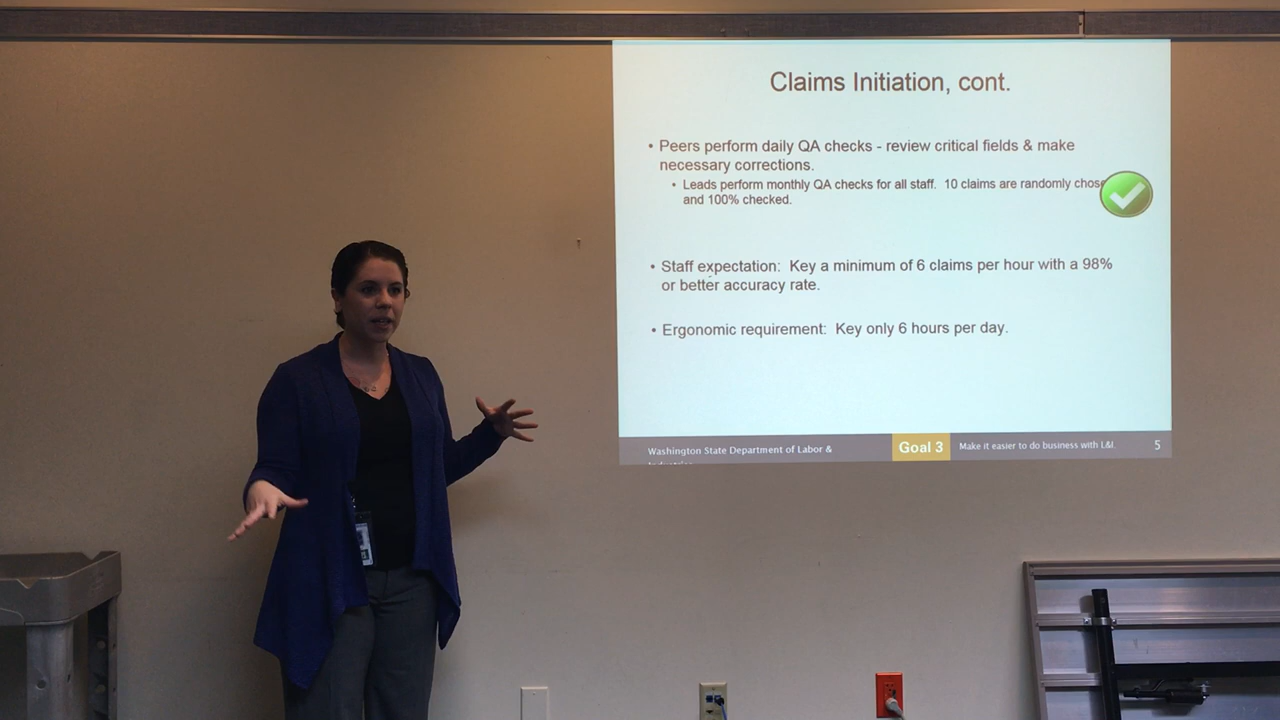 Claims Initiation, cont.
• Peers perform daily QA checks - review critical fields & make
necessary corrections.
• Leads perform monthly QA checks for all staff. 10 claims are randomly
and 100% checked.
• Staff expectation: Key a minimum of 6 claims per hour with a 98%
or better accuracy rate.
• Ergonomic requirement: Key only 6 hours per day.
Washington State Department of Labor &
Goal 3
Make it easier to do business with L&I.
5